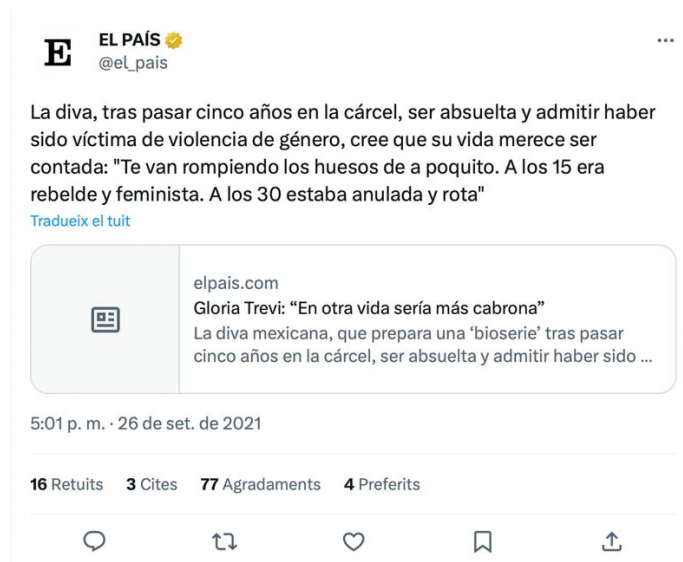 E
EL PAÍS
@el_pais
La diva, tras pasar cinco años en la cárcel, ser absuelta y admitir haber
sido víctima de violencia de género, cree que su vida merece ser
contada: "Te van rompiendo los huesos de a poquito. A los 15 era
rebelde y feminista. A los 30 estaba anulada y rota"
Tradueix el tuit
elpais.com
Gloria Trevi: “En otra vida sería más cabrona”
La diva mexicana, que prepara una ‘bioserie’ tras pasar
cinco años en la cárcel, ser absuelta y admitir haber sido ...
5:01 p. m. · 26 de set. de 2021
16 Retuits 3 Cites 77 Agradaments 4 Preferits